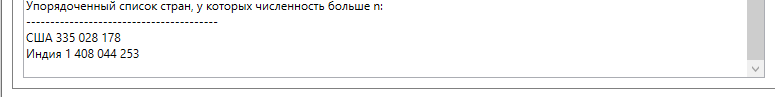 Упорядоченный список стран, у которых численность больше n:
----------------------------------------
США 335 028 178
Индия 1 408 044 253